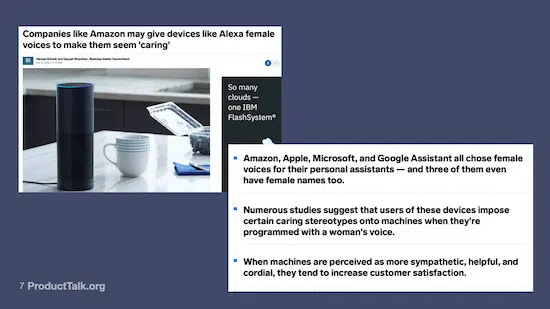 Companies like Amazon may give devices like Alexa female
voices to make them seem 'caring'
So many
clouds —
one IBM
FlashSystem®
Amazon, Apple, Microsoft, and Google Assistant all chose female
voices for their personal assistants — and three of them even
have female names too.
Numerous studies suggest that users of these devices impose
certain caring stereotypes onto machines when they're
programmed with a woman's voice.
When machines are perceived as more sympathetic, helpful, and
cordial, they tend to increase customer satisfaction.
7 ProductTalk.org